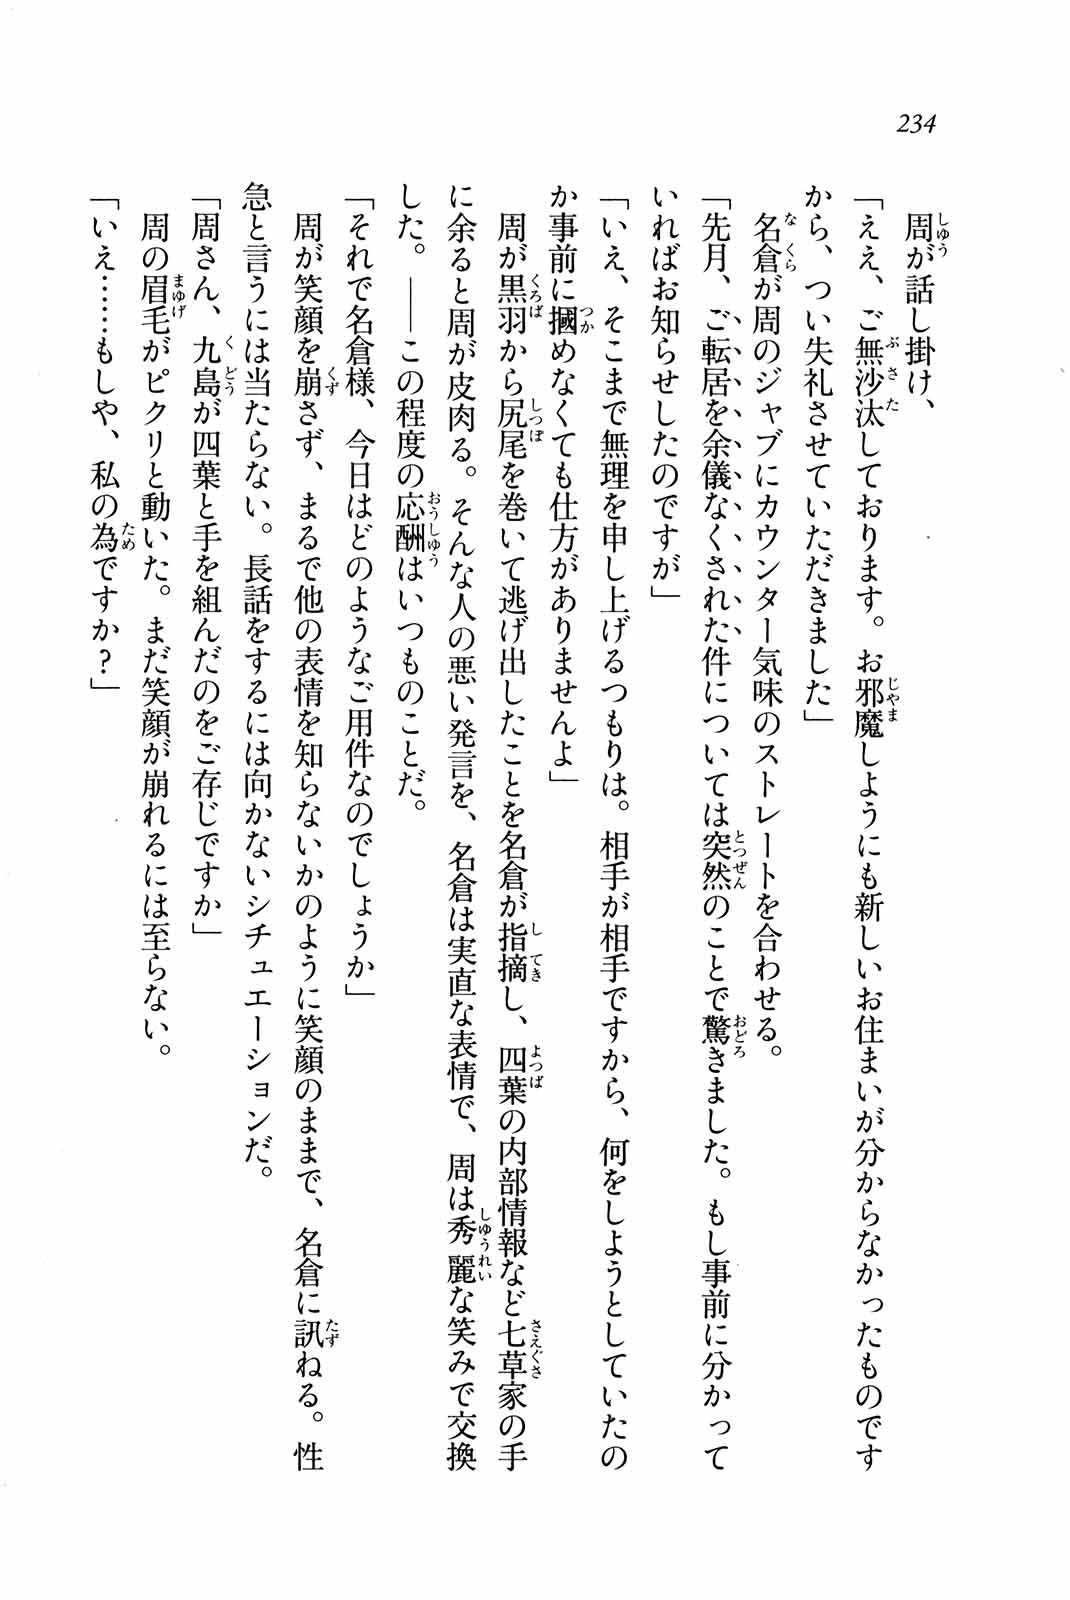 234
周が話し掛け、
「ええ、ご無沙汰しております。お邪魔しようにも新しいお住まいが分からなかったものです
から、つい失礼させていただきました」
名倉が周のジャブにカウンター気味のストレートを合わせる。
「先月、ご転居を余儀なくされた件については突然のことで驚きました。もし事前に分かって
いればお知らせしたのですが」
「いえ、そこまで無理を申し上げるつもりは。相手が相手ですから、何をしようとしていたの
か事前に摑めなくても仕方がありませんよ」
周が黒羽から尻尾を巻いて逃げ出したことを名倉が指摘し、四葉の内部情報など七草家の手
に余ると周が皮肉る。そんな人の悪い発言を、名倉は実直な表情で、周は秀麗な笑みで交換
した。――この程度の応酬はいつものことだ。
「それで名倉様、今日はどのようなご用件なのでしょうか」
周が笑顔を崩さず、まるで他の表情を知らないかのように笑顔のままで、名倉に訊ねる。性
急と言うには当たらない。長話をするには向かないシチュエーションだ。
「周さん、九島が四葉と手を組んだのをご存じですか」
周の眉毛がピクリと動いた。まだ笑顔が崩れるには至らない。
「いえ……もしや、私の為ですか？」